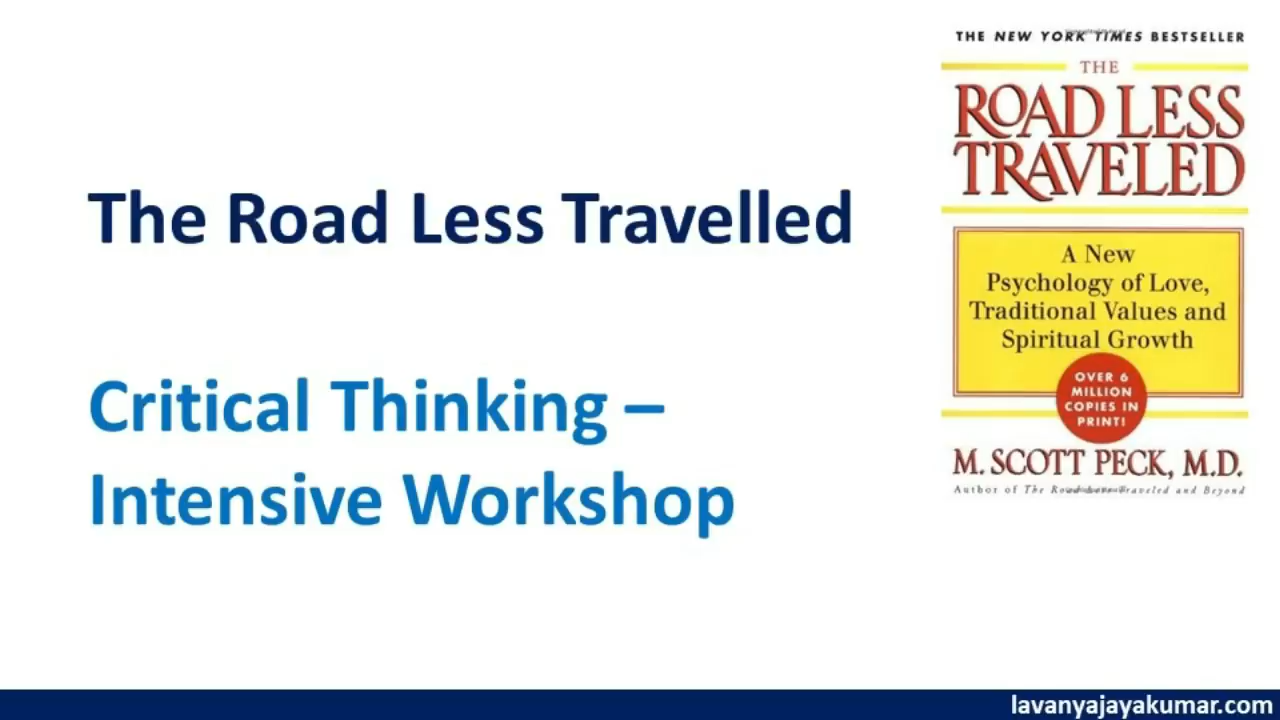 The Road Less Travelled
Critical Thinking –
Intensive Workshop
THE NEW YORK TIMES BESTSELLER
THE
ROAD LESS
TRAVELED
A New
Psychology of Love,
Traditional Values and
Spiritual Growth
OVER 6
MILLION
COPIES IN
PRINT!
M. SCOTT PECK, M.D.
Author of The Road Less Traveled and Beyond
lavanyajayakumar.com